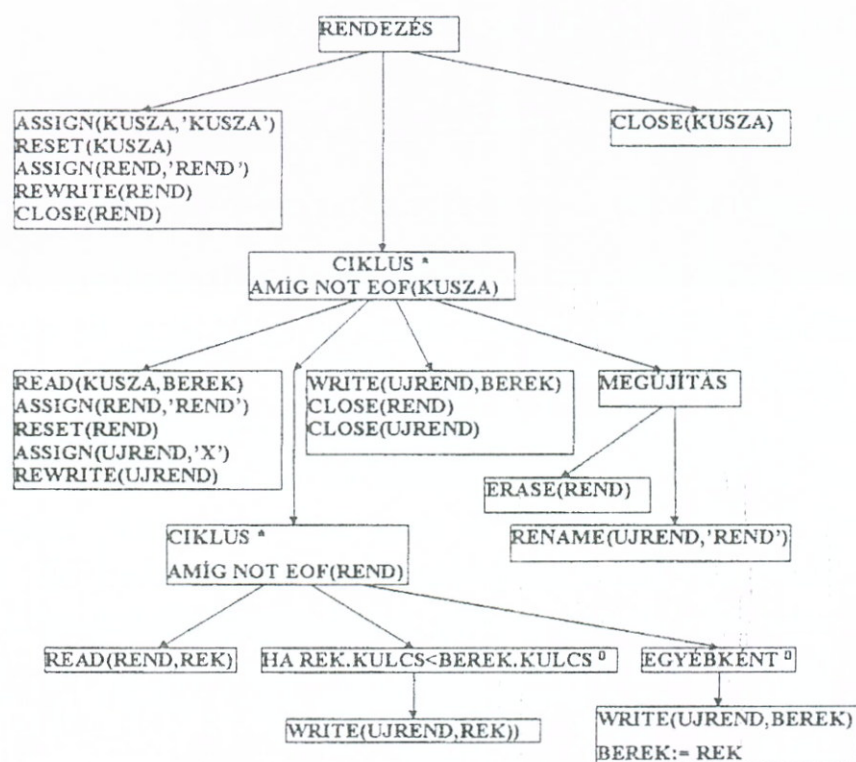 RENDEZÉS
ASSIGN(KUSZA,'KUSZA')
RESET(KUSZA)
ASSIGN(REND,'REND')
REWRITE(REND)
CLOSE(REND)
CLOSE(KUSZA)
CIKLUS *
AMÍG NOT EOF(KUSZA)
READ(KUSZA,BEREK)
ASSIGN(REND,'REND')
RESET(REND)
ASSIGN(UJREND,'X')
REWRITE(UJREND)
WRITE(UJREND,BEREK)
CLOSE(REND)
CLOSE(UJREND)
MEGÚJÍTÁS
ERASE(REND)
RENAME(UJREND,'REND')
CIKLUS *
AMÍG NOT EOF(REND)
READ(REND,REK)
HA REK.KULCS<BEREK.KULCS 0
EGYÉBKÉNT 0
WRITE(UJREND,REK))
WRITE(UJREND,BEREK)
BEREK:= REK